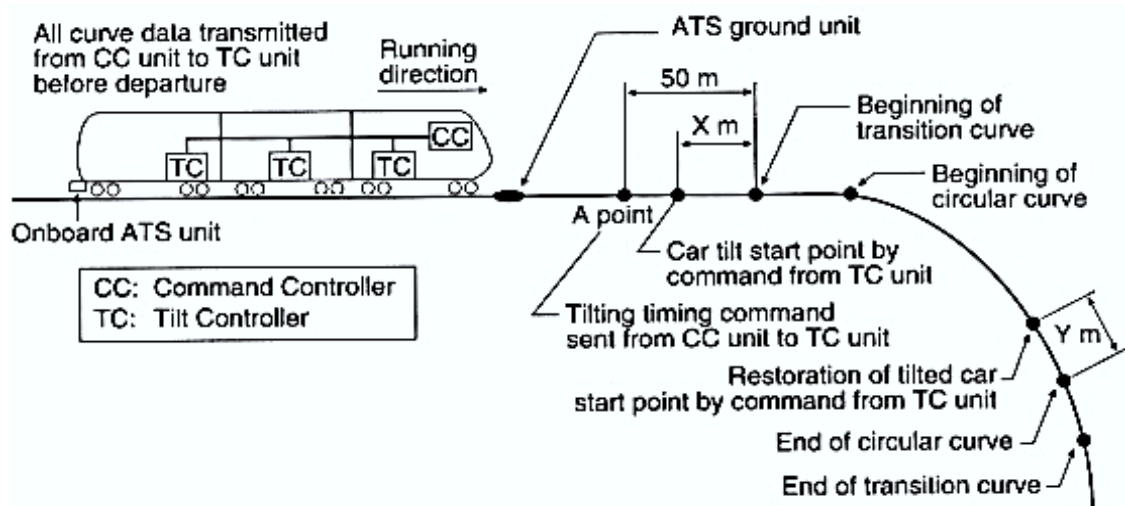 All curve data transmitted
from CC unit to TC unit
before departure
Running
direction
ATS ground unit
50 m
X m
Beginning of
transition curve
CC
TC
TC
TC
Beginning of
circular curve
A point
Onboard ATS unit
Car tilt start point by
command from TC unit
CC: Command Controller
TC: Tilt Controller
Tilting timing command
sent from CC unit to TC unit
Y m
Restoration of tilted car
start point by command from TC unit
End of circular curve
End of transition curve